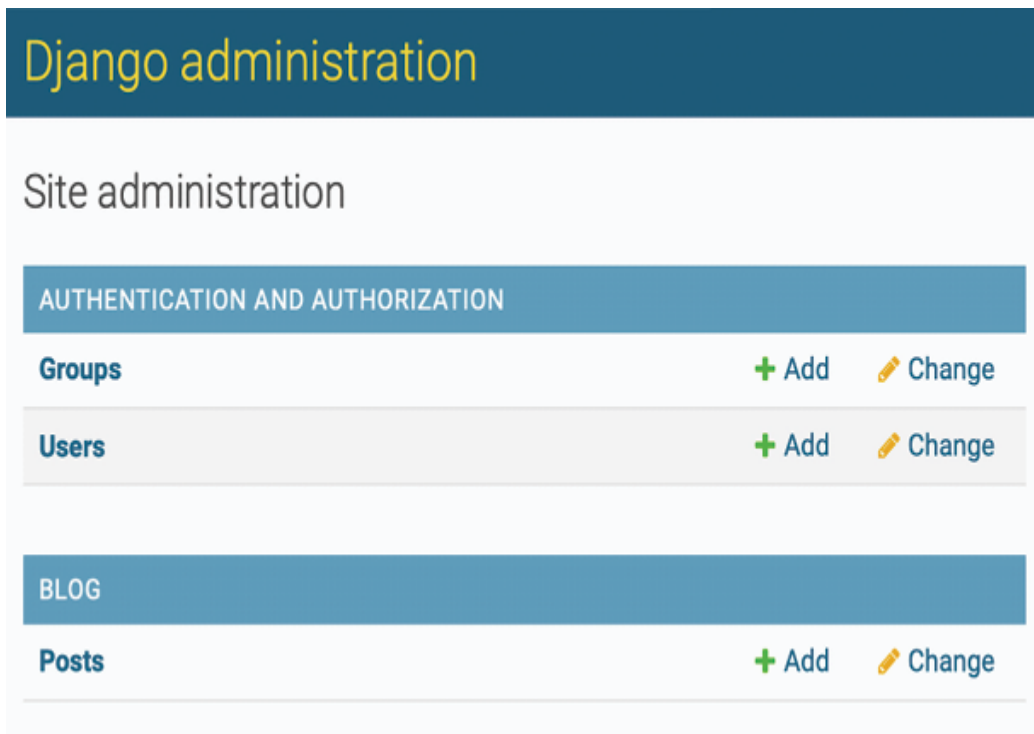 Django administration
Site administration
AUTHENTICATION AND AUTHORIZATION
Groups + Add Change
Users + Add Change
BLOG
Posts + Add Change